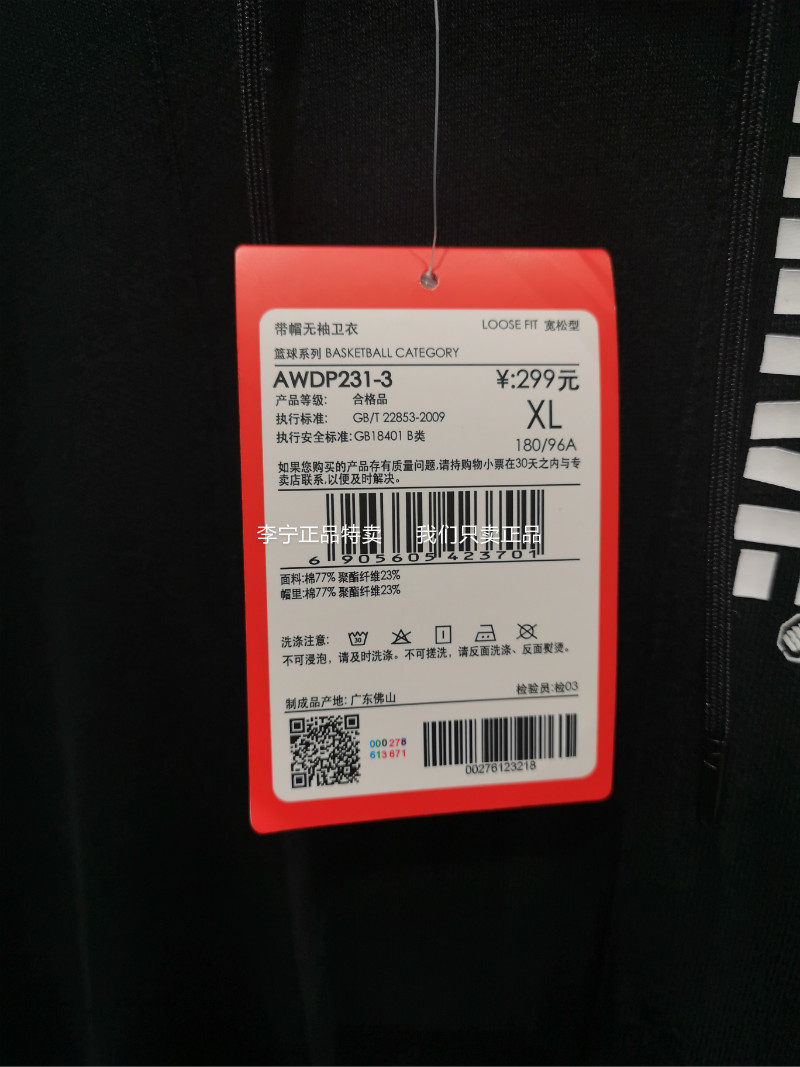 带帽无袖卫衣 LOOSE FIT 宽松型
篮球系列 BASKETBALL CATEGORY
AWDP231-3 ¥:299元
产品等级: 合格品
执行标准: GB/T 22853-2009
XL
执行安全标准:GB18401 B类
180/96A
如果您购买的产品存有质量问题,请持购物小票在30天之内与专
卖店联系,以便及时解决。
李宁正品特卖 我们只卖正品
6 905605 423701
面料:棉77% 聚酯纤维23%
帽里:棉77% 聚酯纤维23%
洗涤注意: 30
不可浸泡，请及时洗涤。不可搓洗，请反面洗涤、反面熨烫。
制成品产地:广东佛山 检验员:检03
000278
613671
00276123218